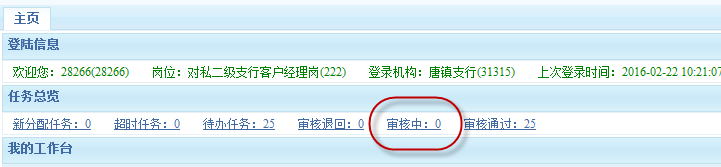 主页
登陆信息
欢迎您：28266(28266) 岗位：对私二级支行客户经理岗(222) 登录机构：唐镇支行(31315) 上次登录时间：2016-02-22 10:21:07
任务总览
新分配任务：0 超时任务：0 待办任务：25 审核退回：0 审核中：0 审核通过：25
我的工作台